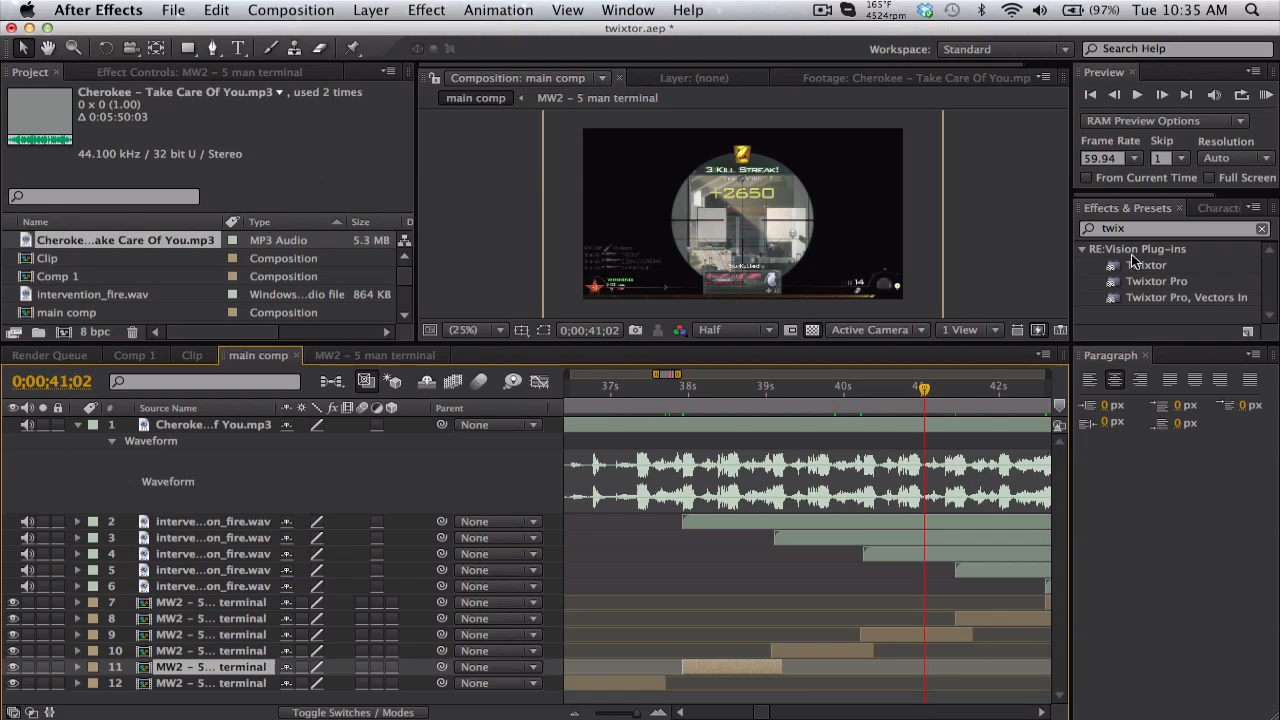 After Effects File Edit Composition Layer Effect Animation View Window Help 165°F 4524rpm (97%) Tue 10:35 AM
twixtor.aep *
T Workspace: Standard Search Help
Project Effect Controls: MW2 - 5 man terminal
Composition: main comp Layer: (none) Footage: Cherokee - Take Care Of You.mp
Preview
Cherokee - Take Care Of You.mp3 , used 2 times
0 x 0 (1.00)
Δ 0:05:50:03
44.100 kHz / 32 bit U / Stereo
main comp MW2 - 5 man terminal
RAM Preview Options
Frame Rate Skip Resolution
59.94 1 Auto
From Current Time Full Screen
3 KILL STREAK!
+2650
14
Effects & Presets Charact
twix
RE:Vision Plug-ins
Twixtor
Twixtor Pro
Twixtor Pro, Vectors In
Name Type Size D
Cheroke...ake Care Of You.mp3 MP3 Audio 5.3 MB
Clip Composition
Comp 1 Composition
intervention_fire.wav Windows...dio file 864 KB
main comp Composition
8 bpc
(25%) 0;00;41;02 Half Active Camera 1 View
Render Queue Comp 1 Clip main comp MW2 - 5 man terminal
Paragraph
0;00;41;02
37s 38s 39s 40s 42s
# Source Name fx Parent
1 Cheroke...f You.mp3 None
Waveform
Waveform
2 interve...on_fire.wav None
3 interve...on_fire.wav None
4 interve...on_fire.wav None
5 interve...on_fire.wav None
6 interve...on_fire.wav None
7 MW2 - 5... terminal None
8 MW2 - 5... terminal None
9 MW2 - 5... terminal None
10 MW2 - 5... terminal None
11 MW2 - 5... terminal None
12 MW2 - 5... terminal None
Toggle Switches / Modes
0 px 0 px 0 px
0 px 0 px